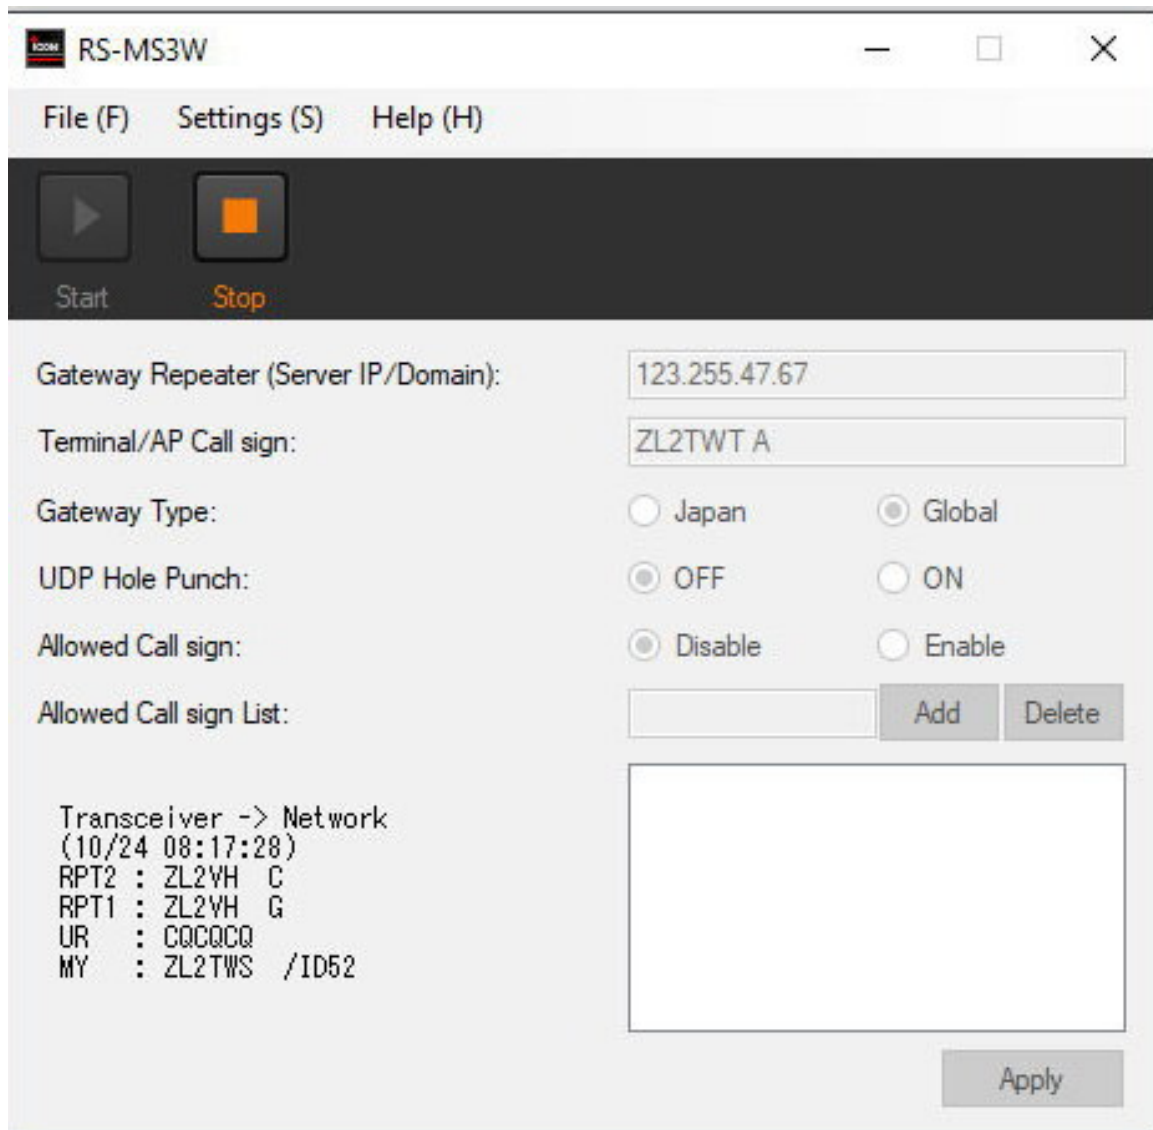 ICOM RS-MS3W
File (F) Settings (S) Help (H)
Start Stop
Gateway Repeater (Server IP/Domain): 123.255.47.67
Terminal/AP Call sign: ZL2TWT A
Gateway Type: Japan Global
UDP Hole Punch: OFF ON
Allowed Call sign: Disable Enable
Allowed Call sign List: Add Delete
Transceiver -> Network
(10/24 08:17:28)
RPT2 : ZL2VH  C
RPT1 : ZL2VH  G
UR   : CQCQCQ
MY   : ZL2TWS  /ID52
Apply